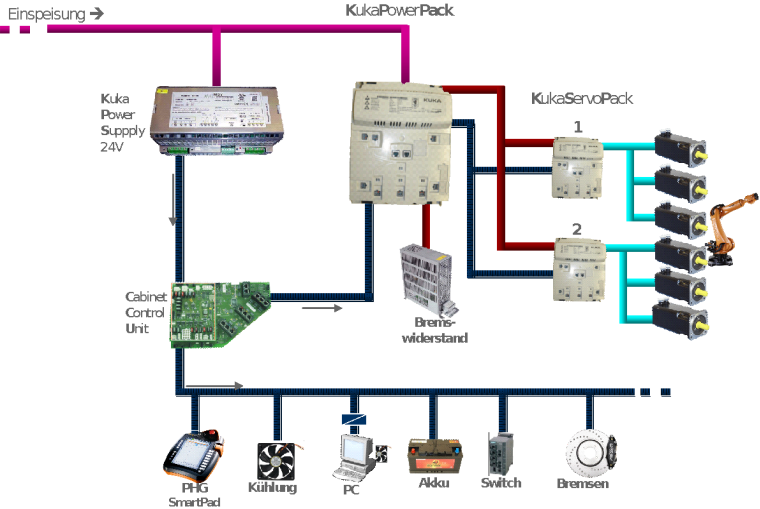 Einspeisung
KukaPowerPack
Kuka
Power
Suppply
24V
KUKA
KukaServoPack
1
2
Cabinet
Control
Unit
Brems-
widerstand
PHG
SmartPad
Kühlung
PC
Akku
Switch
Bremsen